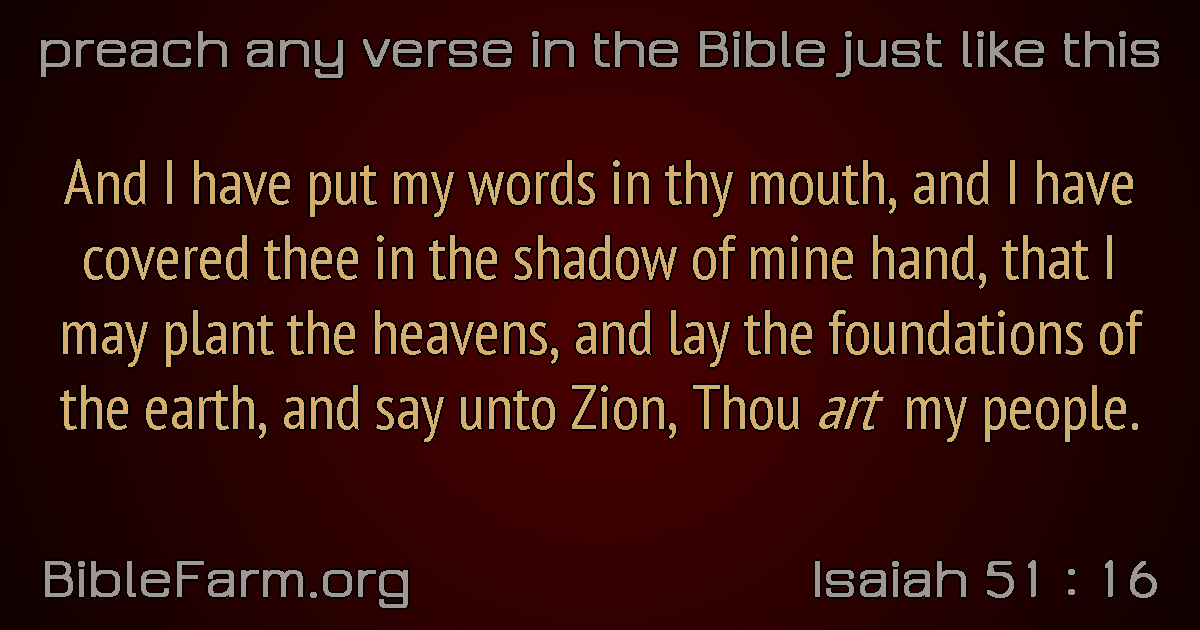 preach any verse in the Bible just like this
And I have put my words in thy mouth, and I have
covered thee in the shadow of mine hand, that I
may plant the heavens, and lay the foundations of
the earth, and say unto Zion, Thou art my people.
BibleFarm.org
Isaiah 51 : 16